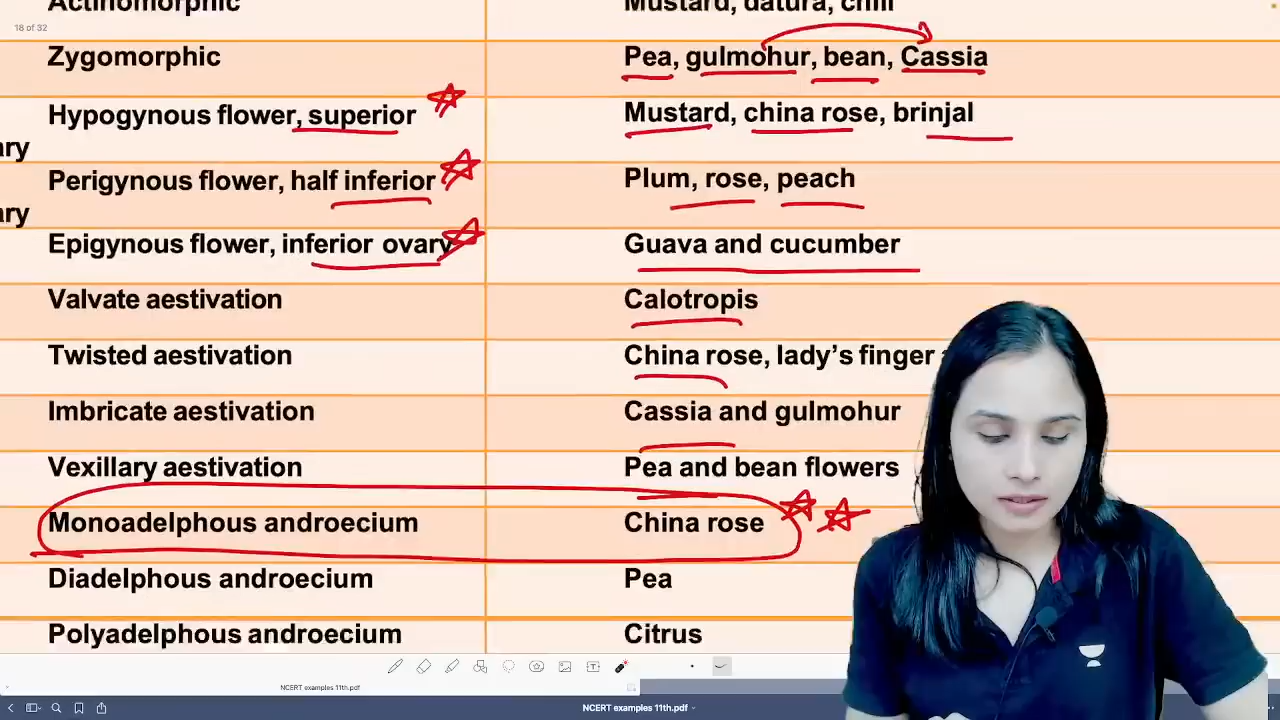 Actinomorphic Mustard, datura, chili
18 of 32
Zygomorphic Pea, gulmohur, bean, Cassia
Hypogynous flower, superior Mustard, china rose, brinjal
ary
Perigynous flower, half inferior Plum, rose, peach
ary
Epigynous flower, inferior ovary Guava and cucumber
Valvate aestivation Calotropis
Twisted aestivation China rose, lady's finger
Imbricate aestivation Cassia and gulmohur
Vexillary aestivation Pea and bean flowers
Monoadelphous androecium China rose
Diadelphous androecium Pea
Polyadelphous androecium Citrus
NCERT examples 11th.pdf
NCERT examples 11th.pdf